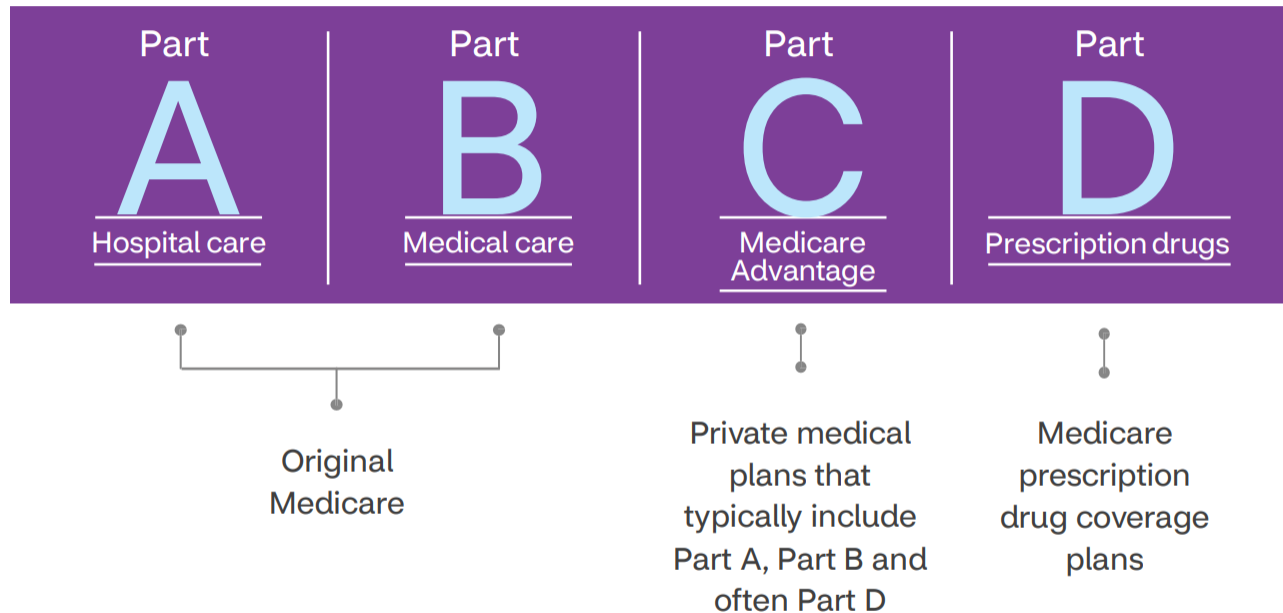 Part
A
Hospital care
Part
B
Medical care
Part
C
Medicare
Advantage
Part
D
Prescription drugs
Original
Medicare
Private medical
plans that
typically include
Part A, Part B and
often Part D
Medicare
prescription
drug coverage
plans